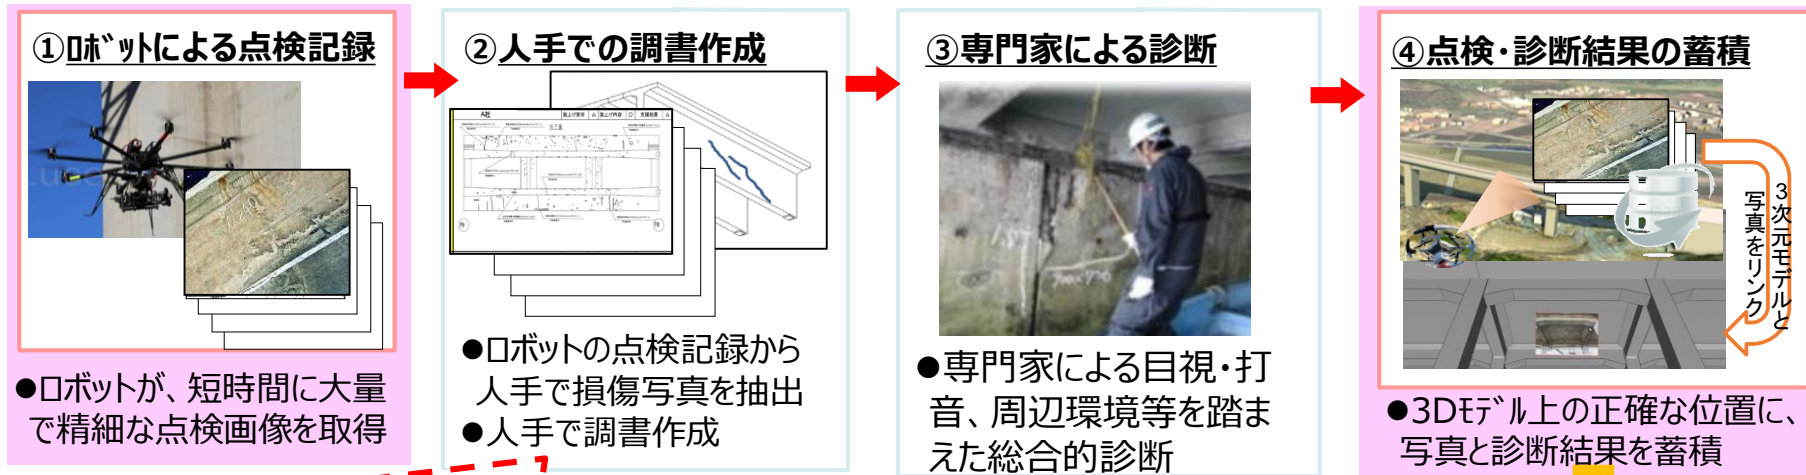 ①ﾛﾎﾞｯﾄによる点検記録
●ﾛﾎﾞｯﾄが、短時間に大量
で精細な点検画像を取得
②人手での調書作成
A社
●ロボットの点検記録から
人手で損傷写真を抽出
●人手で調書作成
③専門家による診断
●専門家による目視・打
音、周辺環境等を踏ま
えた総合的診断
④点検・診断結果の蓄積
3次元モデルと
写真をリンク
●3Dﾓﾃﾞﾙ上の正確な位置に、
写真と診断結果を蓄積